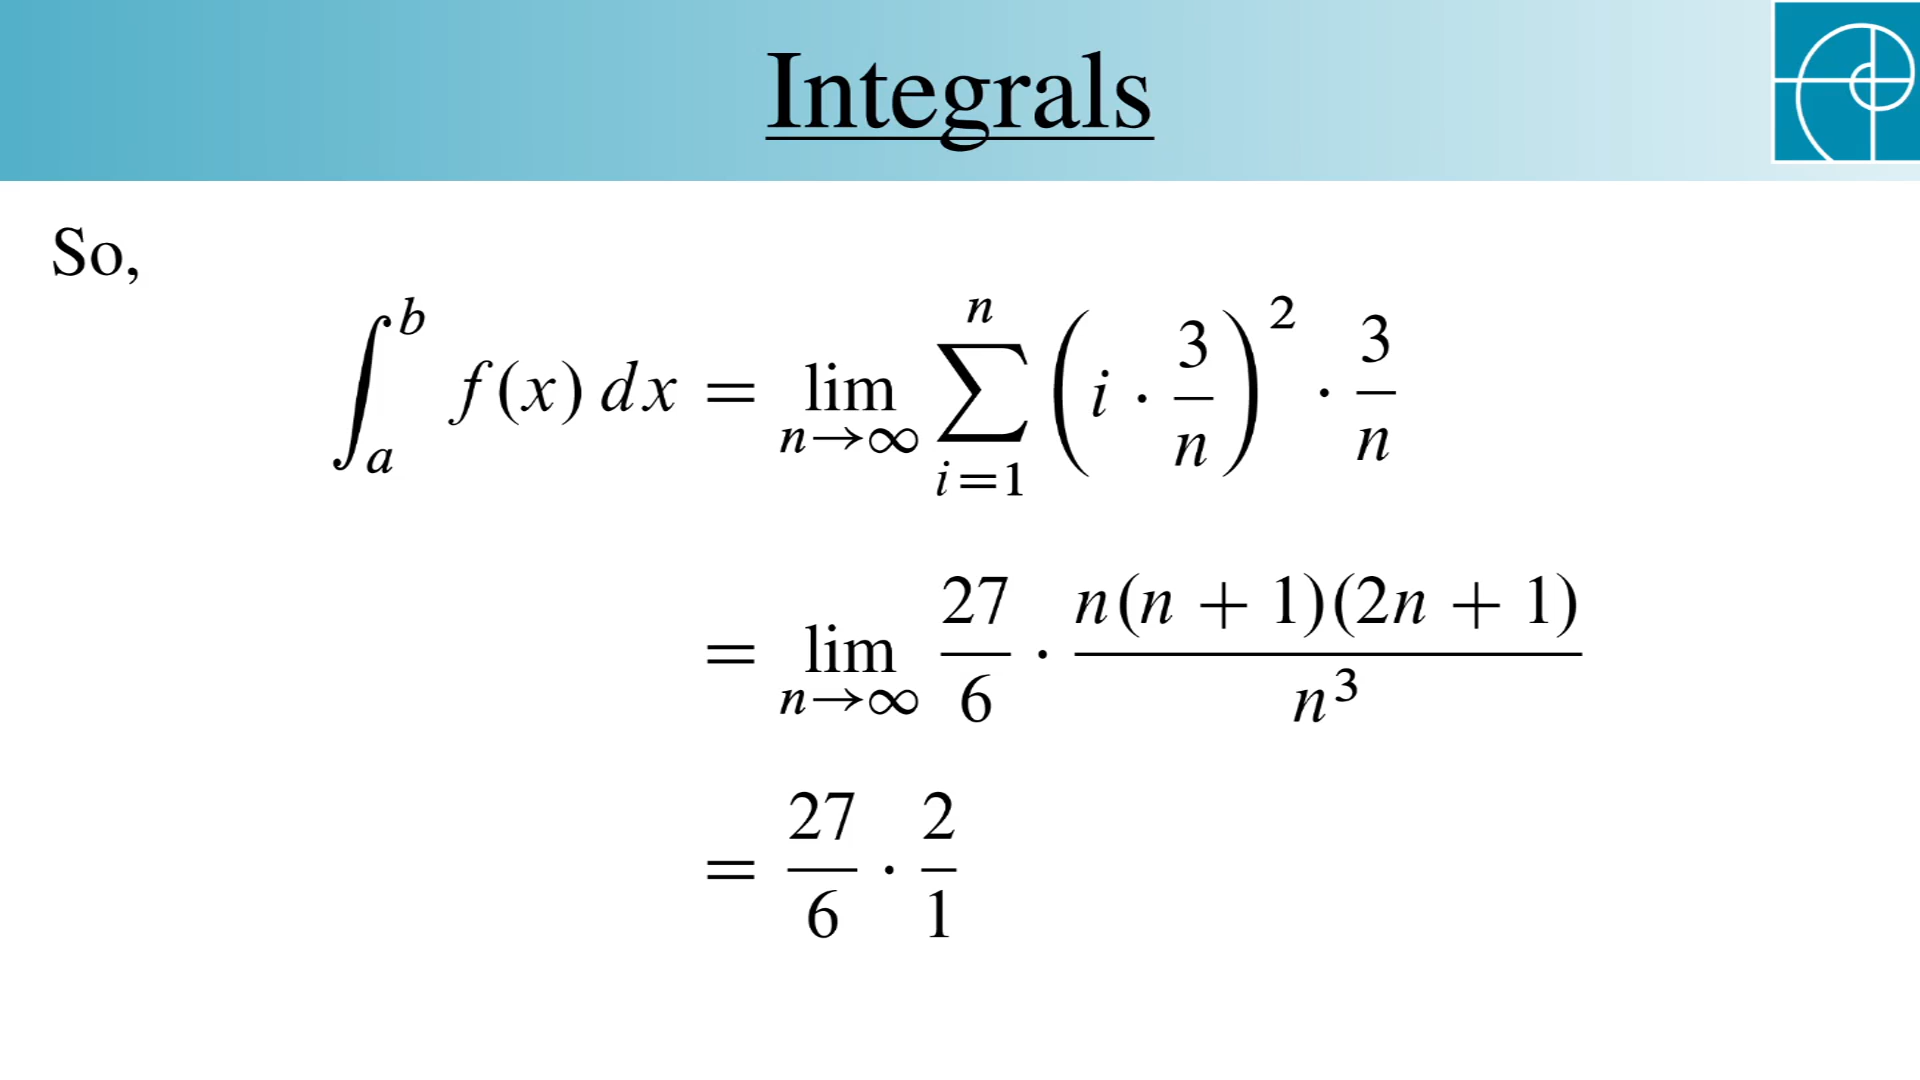 Integrals
So,
∫_a^b f(x) dx = lim_{n→∞} ∑_{i=1}^{n} (i · 3/n)^2 · 3/n
= lim_{n→∞} 27/6 · n(n + 1)(2n + 1)/n^3
= 27/6 · 2/1